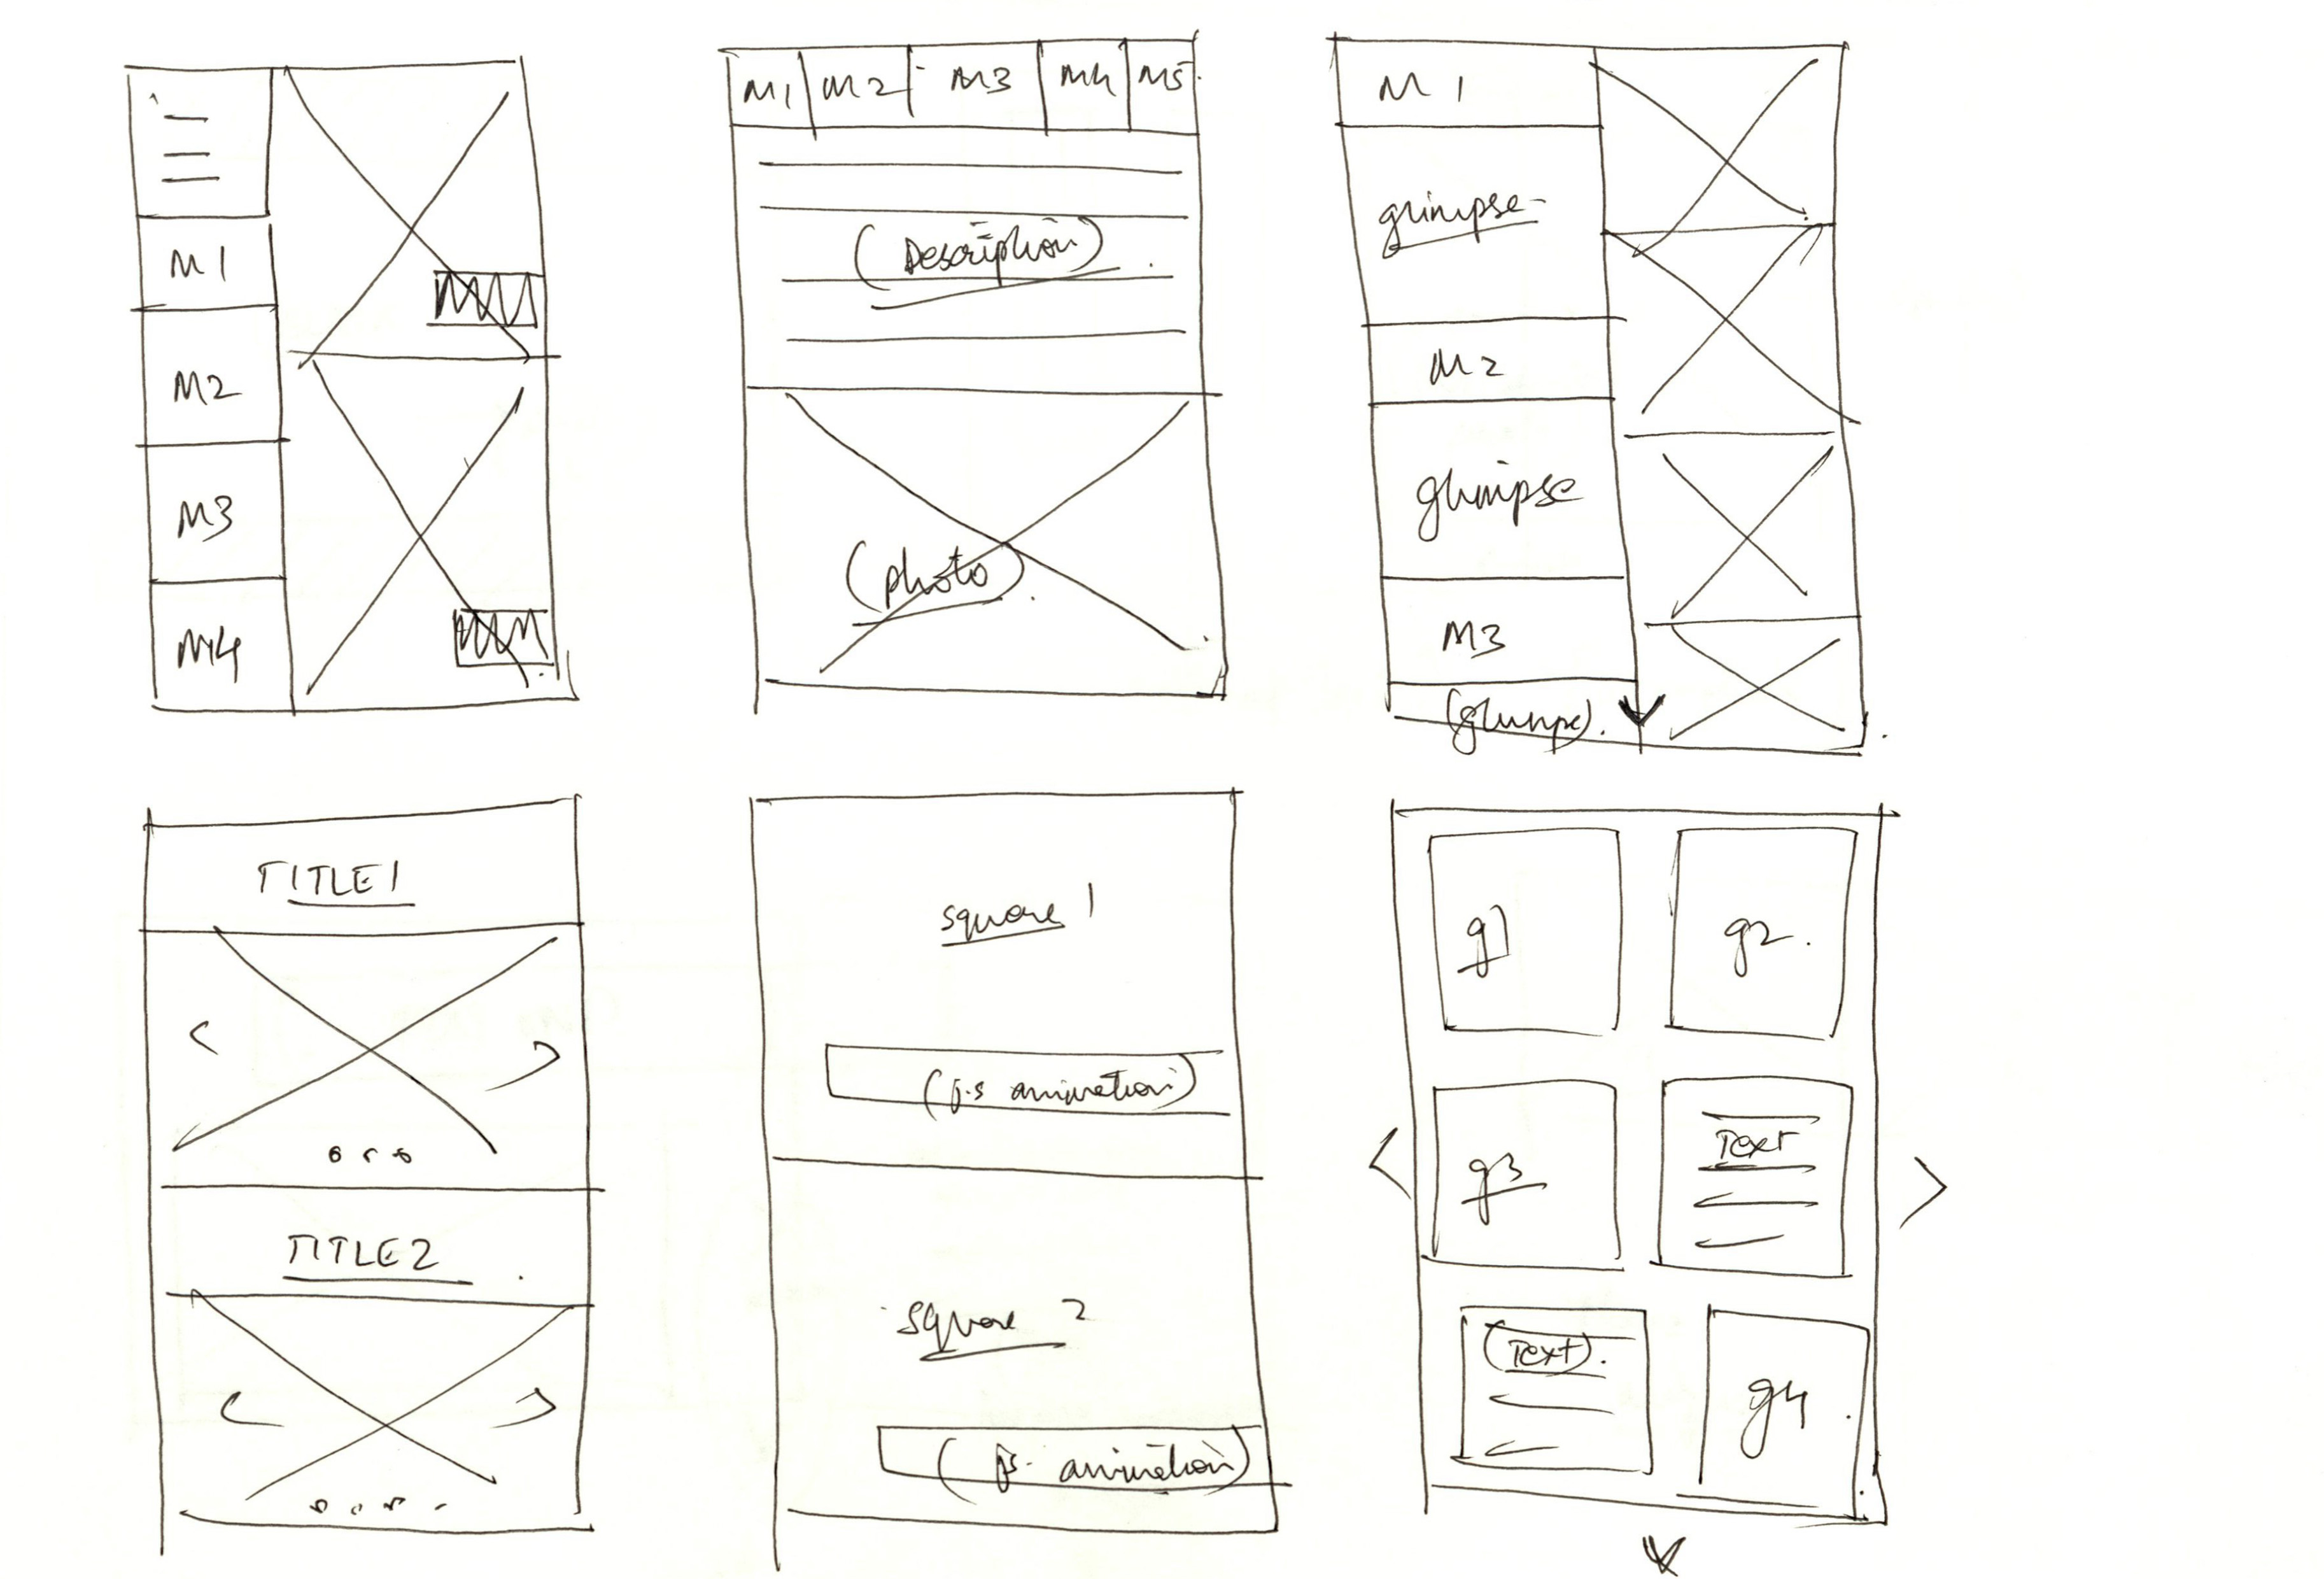 M1
M2
M3
M4
M1 M2 M3 M4 M5
(Description)
(photo)
M 1
glimpse
M2
glimpse
M3
(glimpse).
TITLE1
TITLE2
square 1
(js animation)
square 2
(js animation)
g1
g2.
g3
Text
(Text).
g4